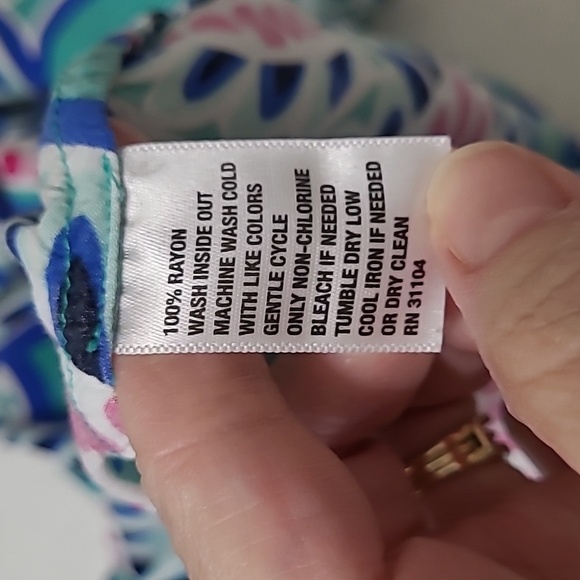 100% RAYON
WASH INSIDE OUT
MACHINE WASH COLD
WITH LIKE COLORS
GENTLE CYCLE
ONLY NON-CHLORINE
BLEACH IF NEEDED
TUMBLE DRY LOW
COOL IRON IF NEEDED
OR DRY CLEAN
RN 31104